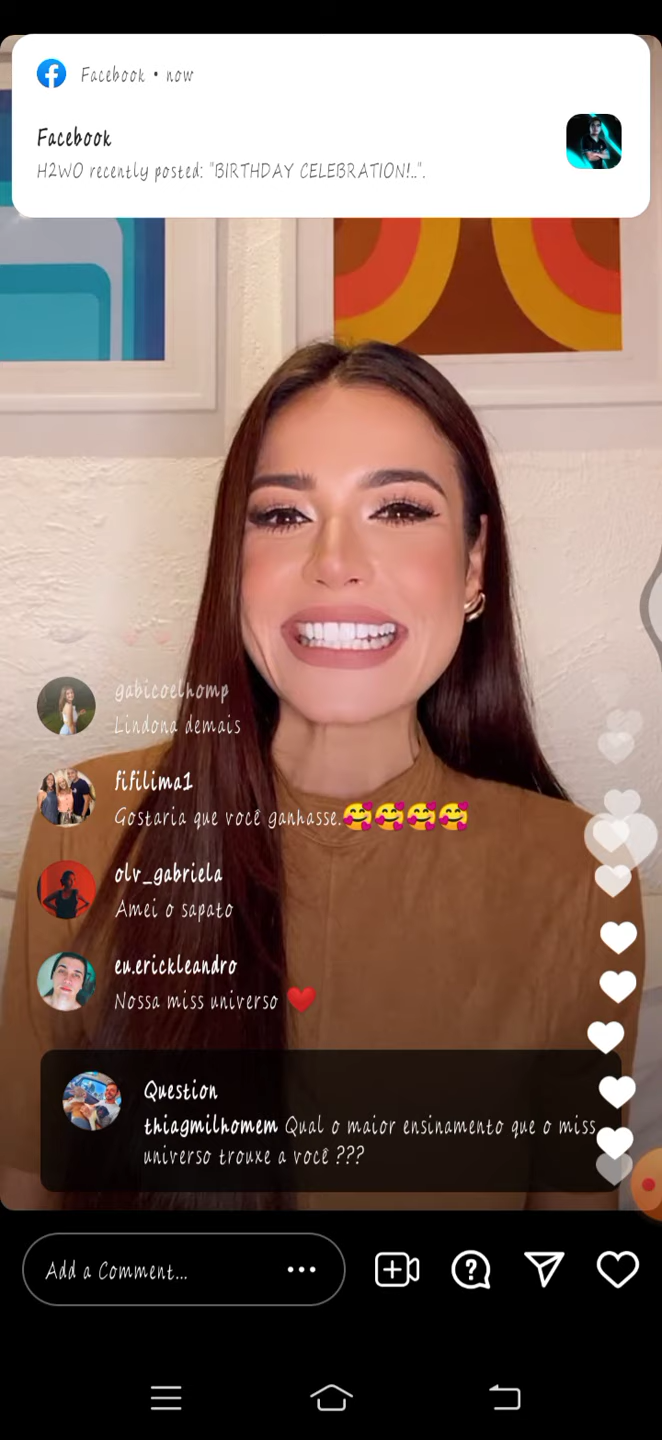 Facebook • now
Facebook
H2WO recently posted: "BIRTHDAY CELEBRATION!..".
gabicoelhomp
Lindona demais
fifilima1
Gostaria que você ganhasse.🥰🥰🥰🥰
olv_gabriela
Amei o sapato
eu.erickleandro
Nossa miss universo ❤️
Question
thiagmilhomem Qual o maior ensinamento que o miss
universo trouxe a você ???
Add a Comment...